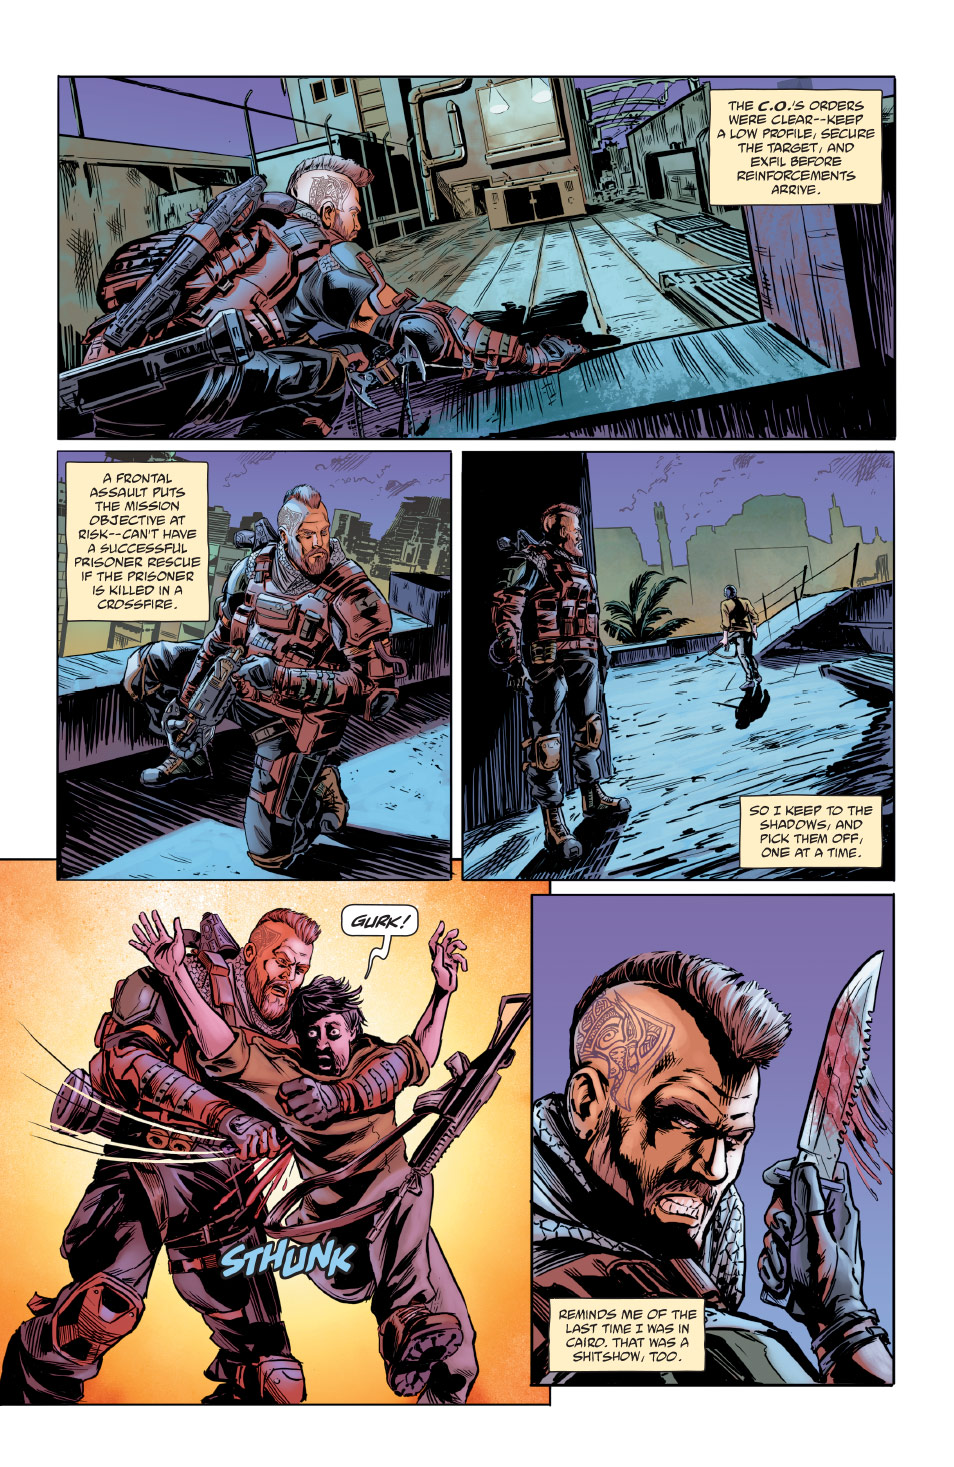 THE C.O.'S ORDERS
WERE CLEAR--KEEP
A LOW PROFILE, SECURE
THE TARGET, AND
EXFIL BEFORE
REINFORCEMENTS
ARRIVE.
A FRONTAL
ASSAULT PUTS
THE MISSION
OBJECTIVE AT
RISK--CAN'T HAVE
A SUCCESSFUL
PRISONER RESCUE
IF THE PRISONER
IS KILLED IN A
CROSSFIRE.
SO I KEEP TO THE
SHADOWS, AND
PICK THEM OFF,
ONE AT A TIME.
GURK!
STHUNK
REMINDS ME OF THE
LAST TIME I WAS IN
CAIRO. THAT WAS A
SHITSHOW, TOO.